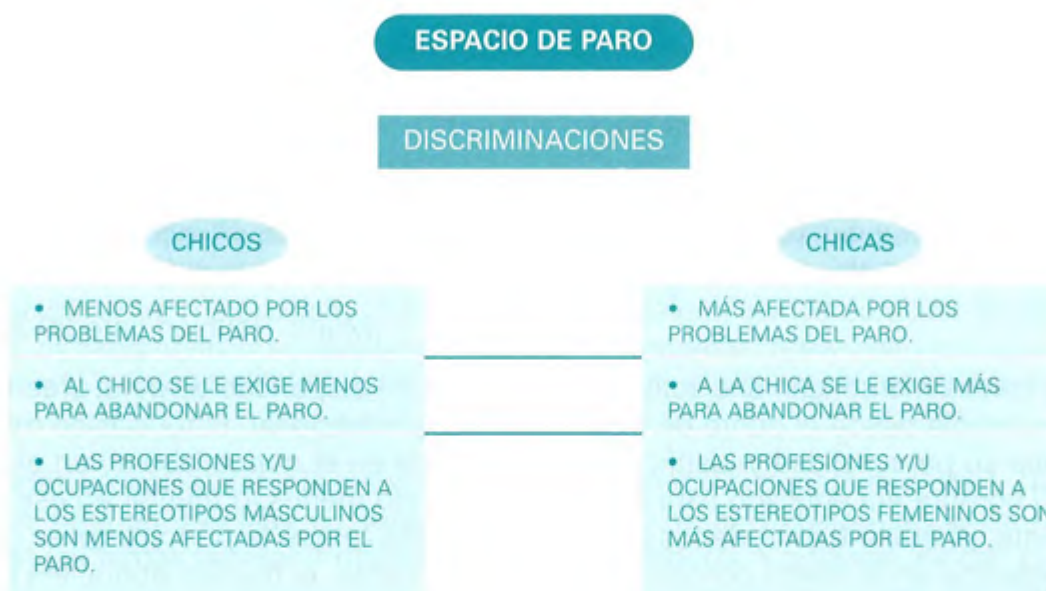 ESPACIO DE PARO
DISCRIMINACIONES
CHICOS
• MENOS AFECTADO POR LOS
PROBLEMAS DEL PARO.
• AL CHICO SE LE EXIGE MENOS
PARA ABANDONAR EL PARO.
• LAS PROFESIONES Y/U
OCUPACIONES QUE RESPONDEN A
LOS ESTEREOTIPOS MASCULINOS
SON MENOS AFECTADAS POR EL
PARO.
CHICAS
• MÁS AFECTADA POR LOS
PROBLEMAS DEL PARO.
• A LA CHICA SE LE EXIGE MÁS
PARA ABANDONAR EL PARO.
• LAS PROFESIONES Y/U
OCUPACIONES QUE RESPONDEN A
LOS ESTEREOTIPOS FEMENINOS SON
MÁS AFECTADAS POR EL PARO.